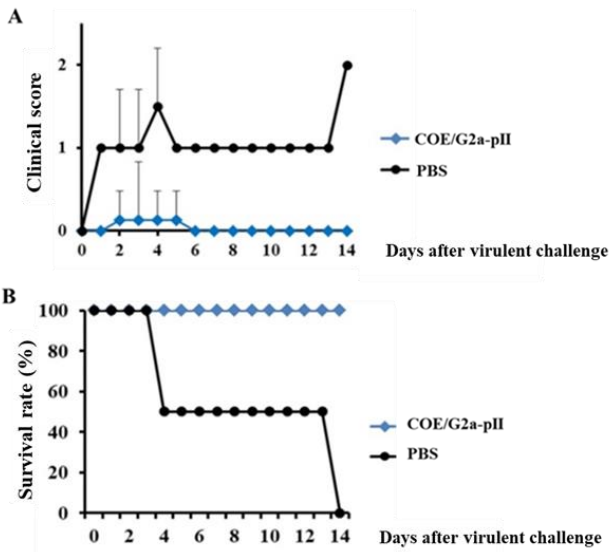 A
Clinical score
2
1
0
0 2 4 6 8 10 12 14
Days after virulent challenge
COE/G2a-pII
PBS
B
Survival rate (%)
100
80
60
40
20
0
0 2 4 6 8 10 12 14
Days after virulent challenge
COE/G2a-pII
PBS